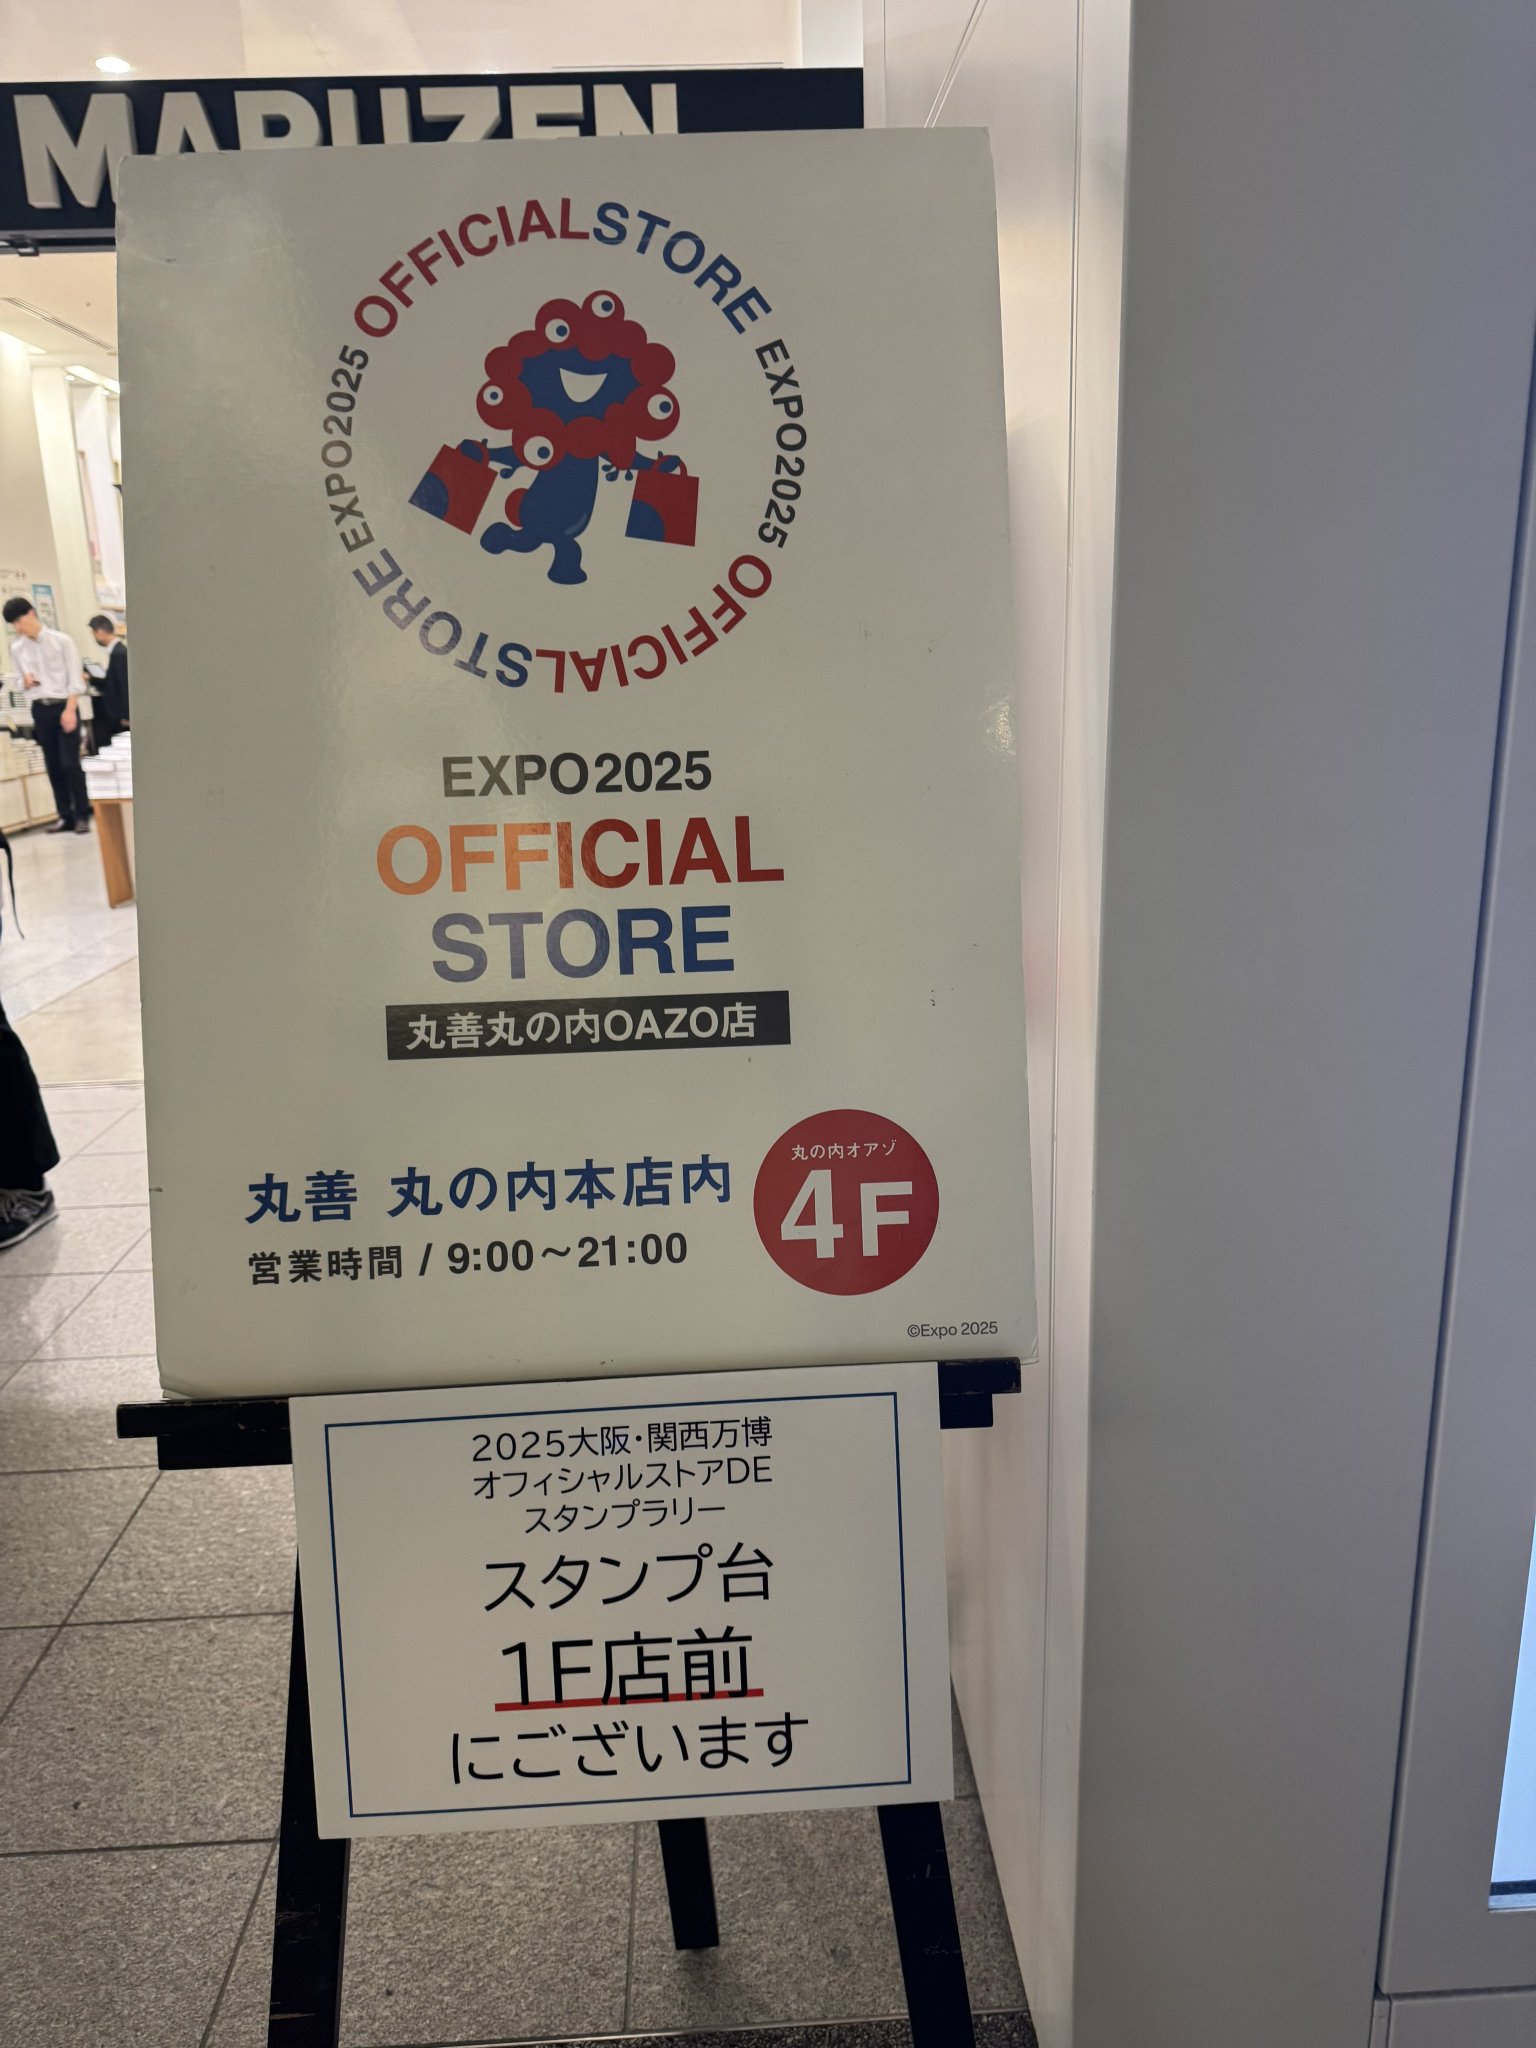 MARUZEN
OFFICIALSTORE EXPO2025 OFFICIALSTORE EXPO2025
EXPO2025
OFFICIAL
STORE
丸善丸の内OAZO店
丸善 丸の内本店内
営業時間 / 9:00～21:00
丸の内オアゾ
4F
©Expo 2025
2025大阪・関西万博
オフィシャルストアDE
スタンプラリー
スタンプ台
1F店前
にございます